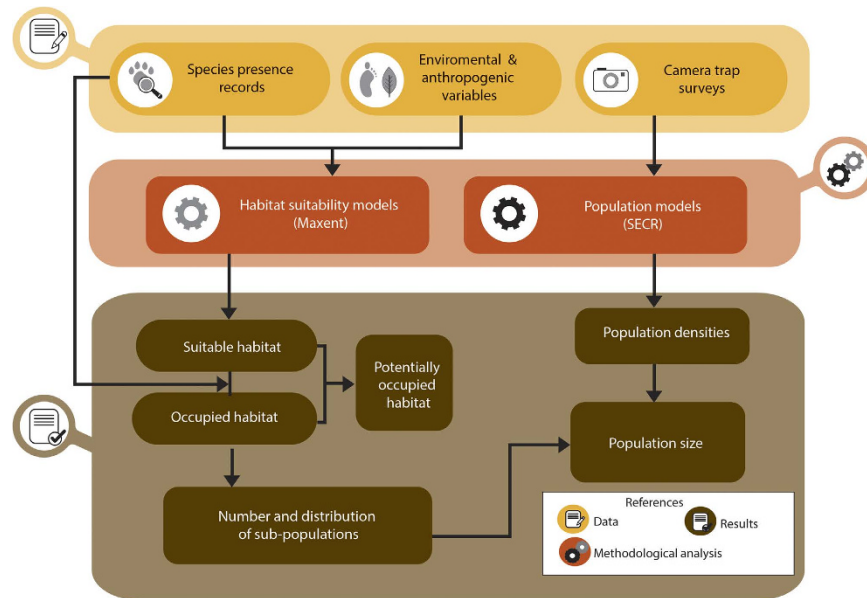 Species presence
records
Enviromental &
anthropogenic
variables
Camera trap
surveys
Habitat suitability models
(Maxent)
Population models
(SECR)
Suitable habitat
Occupied habitat
Potentially
occupied
habitat
Population densities
Population size
Number and distribution
of sub-populations
References
Data
Results
Methodological analysis